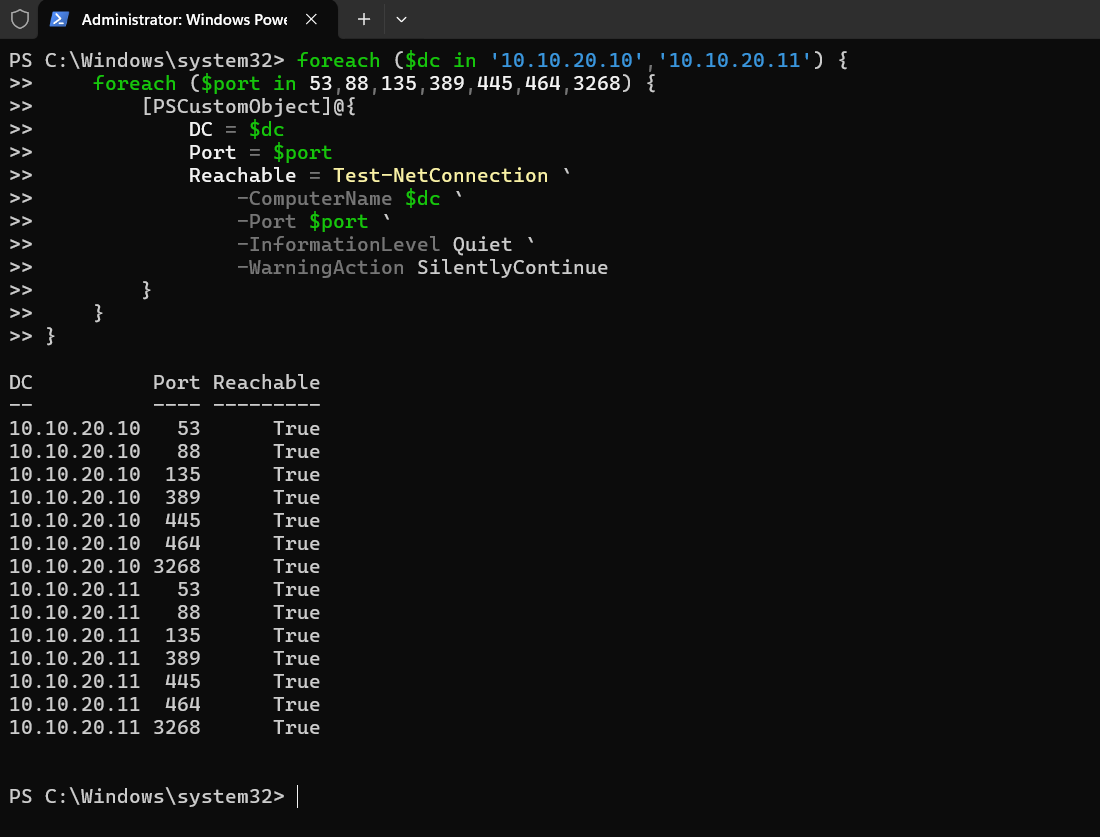 Administrator: Windows Powe
PS C:\Windows\system32> foreach ($dc in '10.10.20.10','10.10.20.11') {
>>     foreach ($port in 53,88,135,389,445,464,3268) {
>>         [PSCustomObject]@{
>>             DC = $dc
>>             Port = $port
>>             Reachable = Test-NetConnection `
>>                 -ComputerName $dc `
>>                 -Port $port `
>>                 -InformationLevel Quiet `
>>                 -WarningAction SilentlyContinue
>>         }
>>     }
>> }

DC          Port Reachable
--          ---- ---------
10.10.20.10   53      True
10.10.20.10   88      True
10.10.20.10  135      True
10.10.20.10  389      True
10.10.20.10  445      True
10.10.20.10  464      True
10.10.20.10 3268      True
10.10.20.11   53      True
10.10.20.11   88      True
10.10.20.11  135      True
10.10.20.11  389      True
10.10.20.11  445      True
10.10.20.11  464      True
10.10.20.11 3268      True

PS C:\Windows\system32>